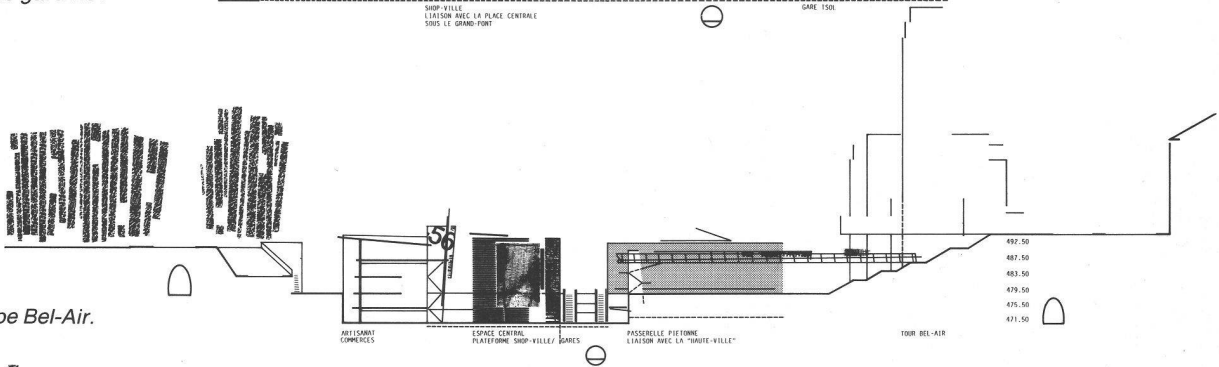 SHOP-VILLE
LIAISON AVEC LA PLACE CENTRALE
SOUS LE GRAND-PONT
GARE ISOL
56
492.50
487.50
483.50
479.50
475.50
471.50
pe Bel-Air.
ARTISANAT
COMMERCES
ESPACE CENTRAL
PLATEFORME SHOP-VILLE/ GARES
PASSERELLE PIETONNE
LIAISON AVEC LA "HAUTE-VILLE"
TOUR BEL-AIR